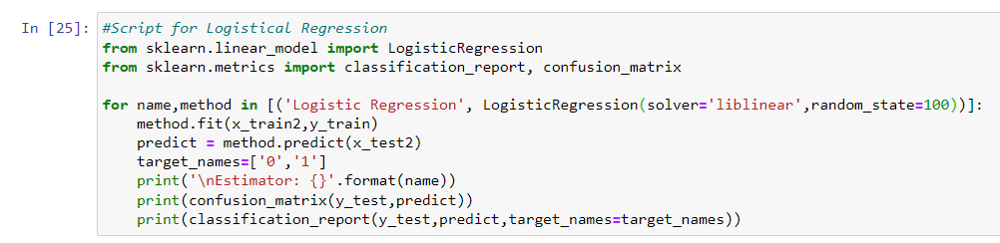 In [25]: #Script for Logistical Regression
from sklearn.linear_model import LogisticRegression
from sklearn.metrics import classification_report, confusion_matrix

for name,method in [('Logistic Regression', LogisticRegression(solver='liblinear',random_state=100))]:
    method.fit(x_train2,y_train)
    predict = method.predict(x_test2)
    target_names=['0','1']
    print('\nEstimator: {}'.format(name))
    print(confusion_matrix(y_test,predict))
    print(classification_report(y_test,predict,target_names=target_names))